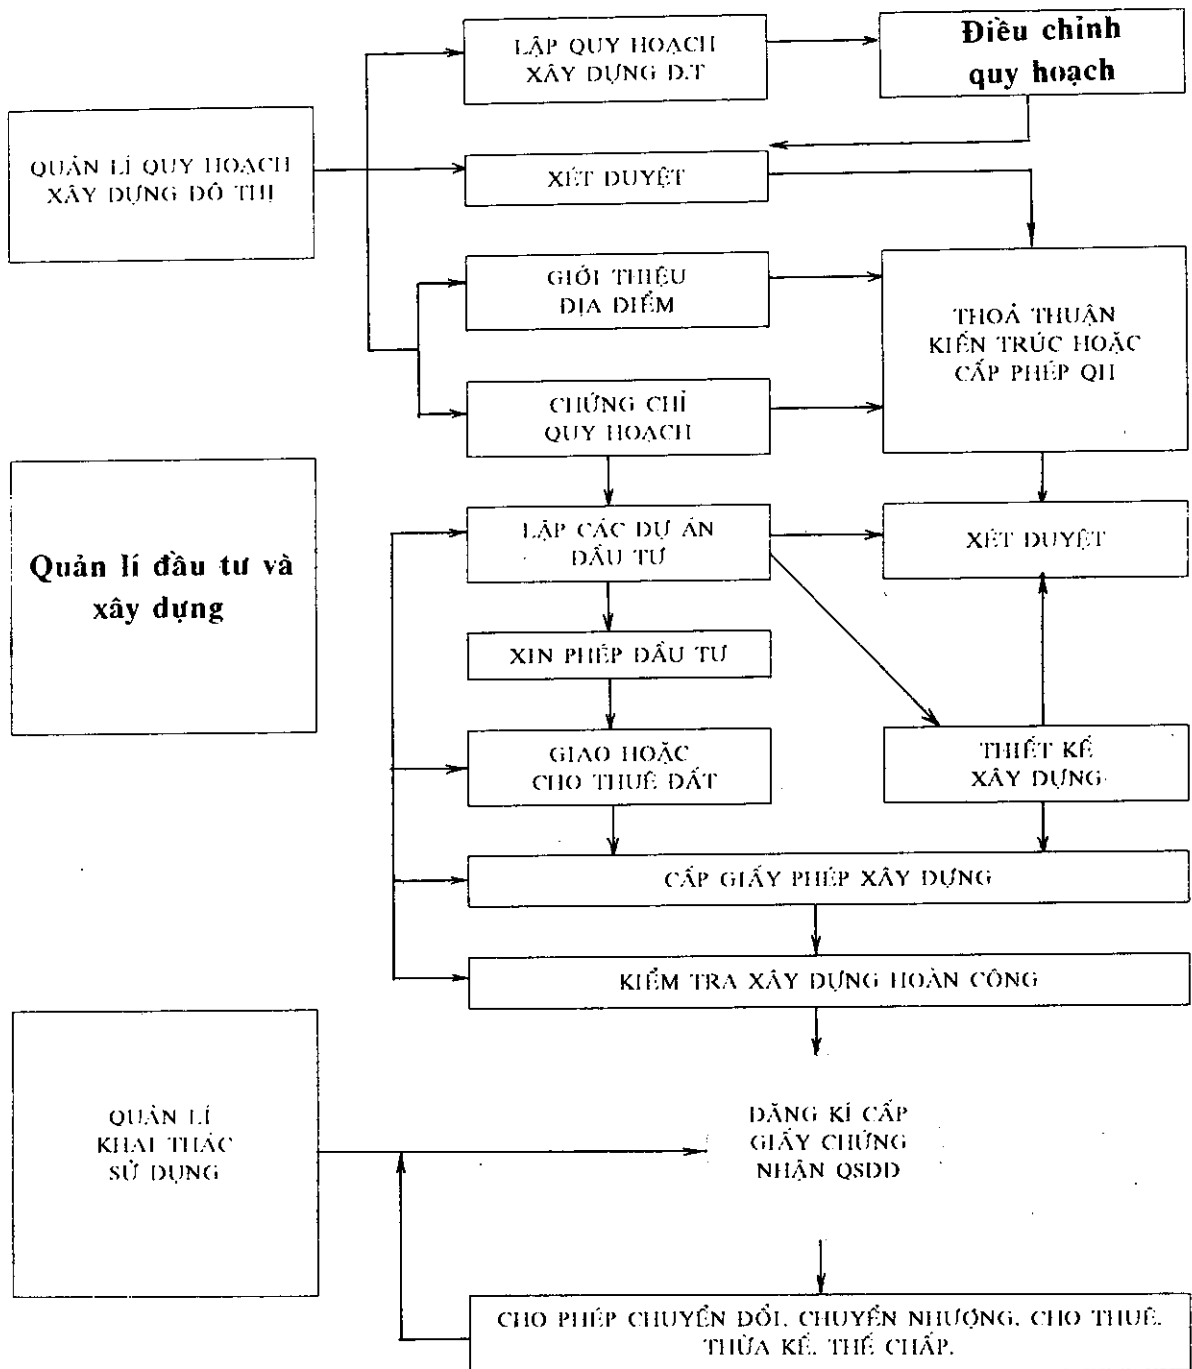 LẬP QUY HOẠCH
XÂY DỰNG D.T
Điều chỉnh
quy hoạch
QUẢN LÍ QUY HOẠCH
XÂY DỰNG ĐÔ THỊ
XÉT DUYỆT
GIỚI THIỆU
ĐỊA ĐIỂM
THOẢ THUẬN
KIẾN TRÚC HOẶC
CẤP PHÉP QH
CHỨNG CHỈ
QUY HOẠCH
Quản lí đầu tư và
xây dựng
LẬP CÁC DỰ ÁN
ĐẦU TƯ
XÉT DUYỆT
XIN PHÉP ĐẦU TƯ
GIAO HOẶC
CHO THUÊ ĐẤT
THIẾT KẾ
XÂY DỰNG
CẤP GIẤY PHÉP XÂY DỰNG
KIỂM TRA XÂY DỰNG HOÀN CÔNG
QUẢN LÍ
KHAI THÁC
SỬ DỤNG
ĐĂNG KÍ CẤP
GIẤY CHỨNG
NHẬN QSDD
CHO PHÉP CHUYỂN ĐỔI, CHUYỂN NHƯỢNG, CHO THUÊ,
THỪA KẾ, THẾ CHẤP.